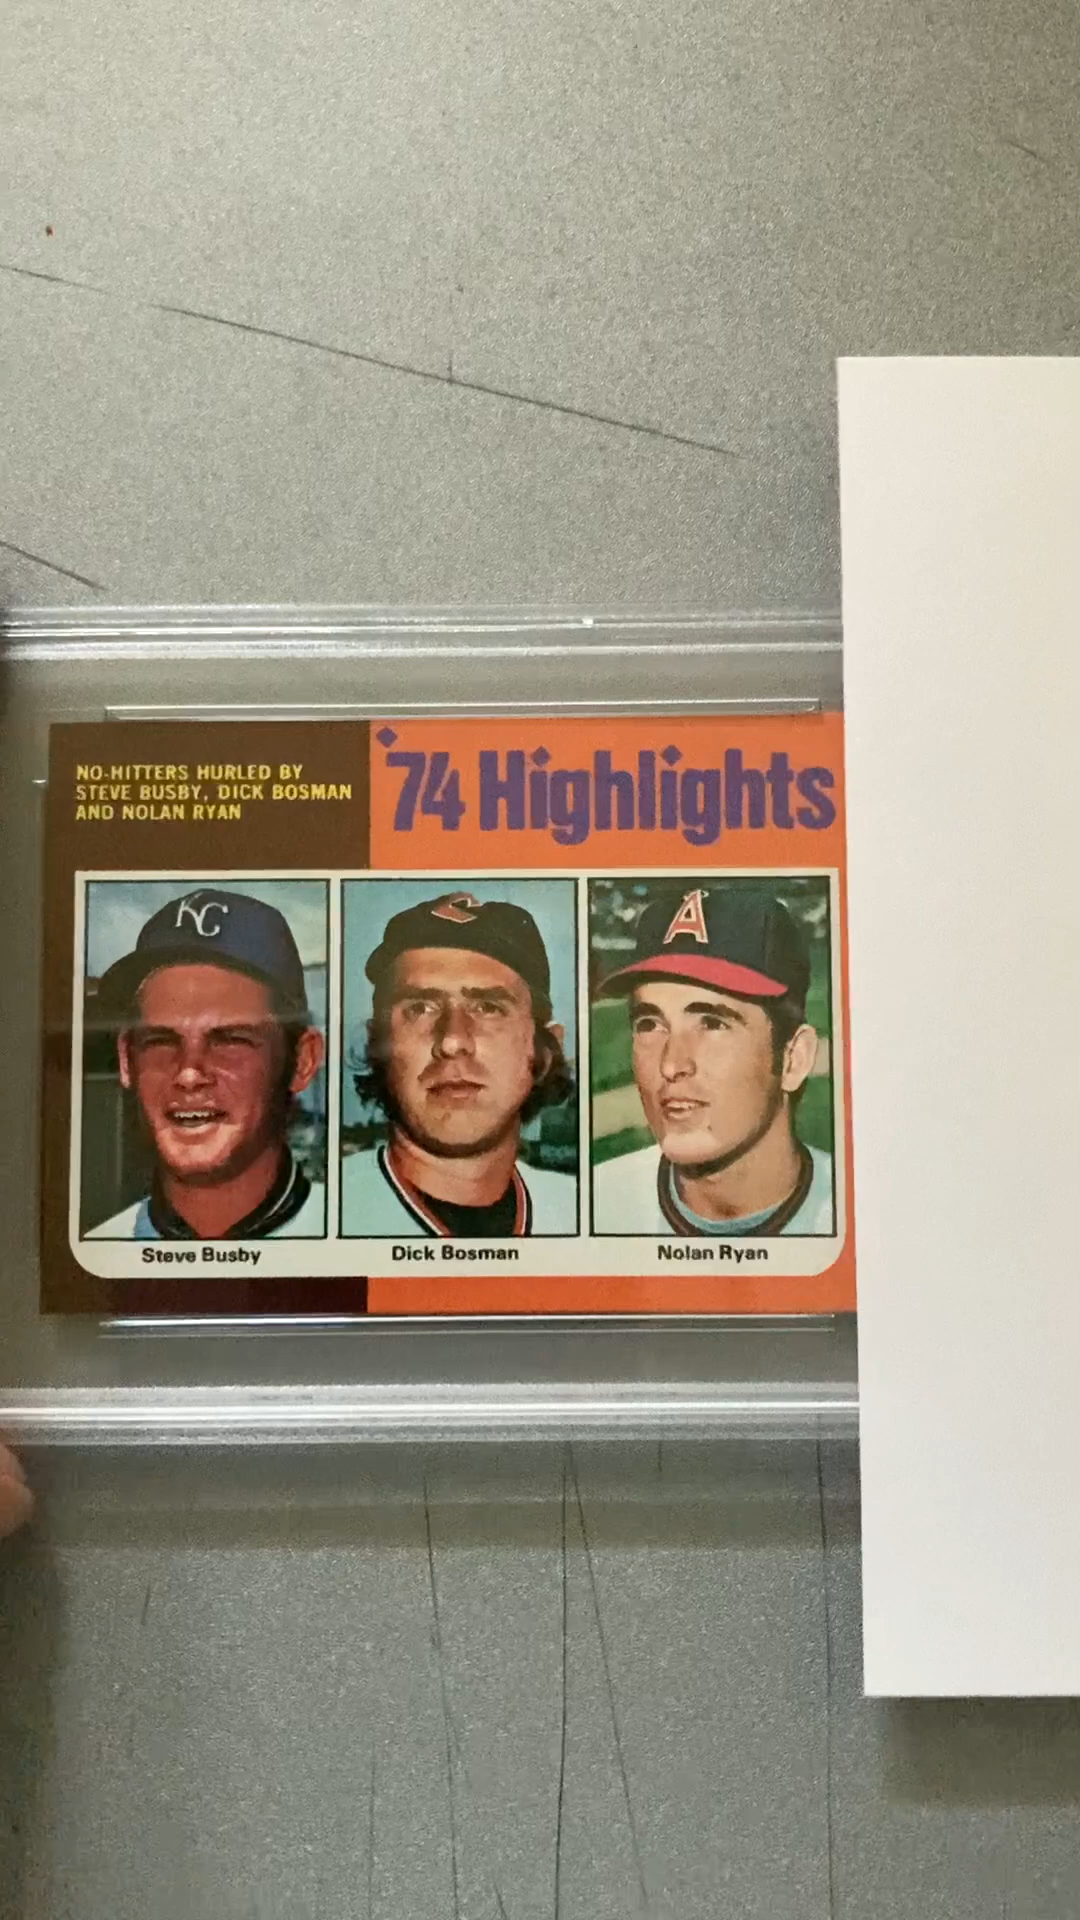 NO-HITTERS HURLED BY
STEVE BUSBY, DICK BOSMAN
AND NOLAN RYAN
'74 Highlights
KC
C
A
Steve Busby
Dick Bosman
Nolan Ryan